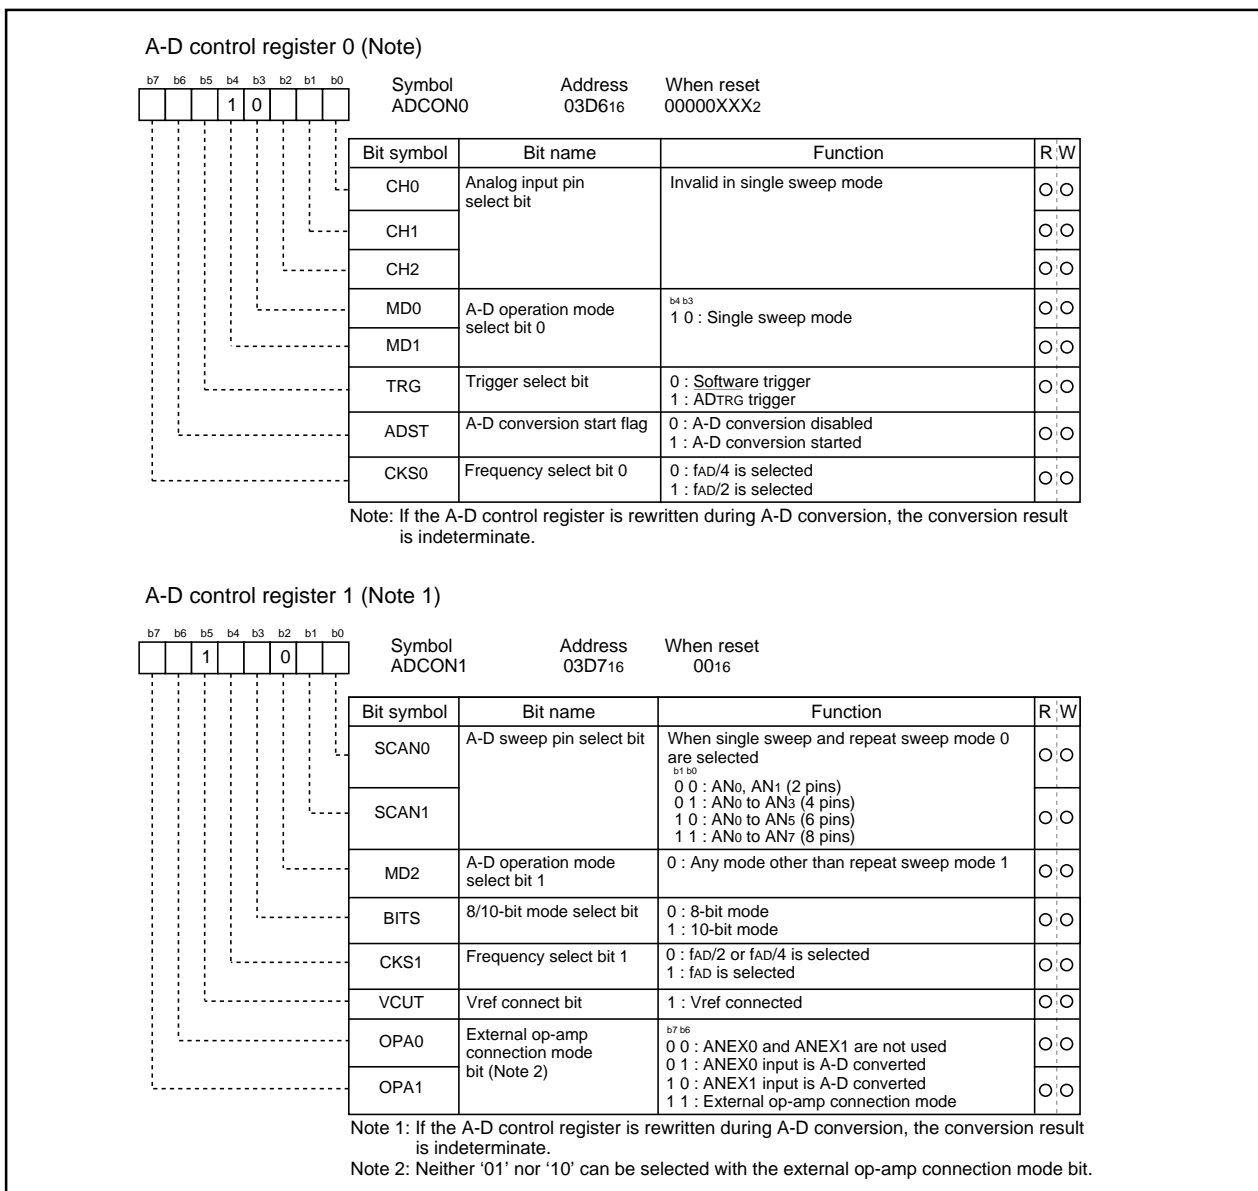 A-D control register 0 (Note)
b7 b6 b5 b4 b3 b2 b1 b0
1 0
Symbol Address When reset
ADCON0 03D616 00000XXX2
Bit symbol Bit name Function R W
CH0 Analog input pin select bit Invalid in single sweep mode
CH1
CH2
MD0 A-D operation mode select bit 0 b4 b3
1 0 : Single sweep mode
MD1
TRG Trigger select bit 0 : Software trigger
1 : ADTRG trigger
ADST A-D conversion start flag 0 : A-D conversion disabled
1 : A-D conversion started
CKS0 Frequency select bit 0 0 : fAD/4 is selected
1 : fAD/2 is selected
Note: If the A-D control register is rewritten during A-D conversion, the conversion result
is indeterminate.
A-D control register 1 (Note 1)
b7 b6 b5 b4 b3 b2 b1 b0
1 0
Symbol Address When reset
ADCON1 03D716 0016
Bit symbol Bit name Function R W
SCAN0 A-D sweep pin select bit When single sweep and repeat sweep mode 0
are selected
b1 b0
0 0 : AN0, AN1 (2 pins)
0 1 : AN0 to AN3 (4 pins)
SCAN1 1 0 : AN0 to AN5 (6 pins)
1 1 : AN0 to AN7 (8 pins)
MD2 A-D operation mode select bit 1 0 : Any mode other than repeat sweep mode 1
BITS 8/10-bit mode select bit 0 : 8-bit mode
1 : 10-bit mode
CKS1 Frequency select bit 1 0 : fAD/2 or fAD/4 is selected
1 : fAD is selected
VCUT Vref connect bit 1 : Vref connected
OPA0 External op-amp connection mode bit (Note 2) b7 b6
0 0 : ANEX0 and ANEX1 are not used
0 1 : ANEX0 input is A-D converted
OPA1 1 0 : ANEX1 input is A-D converted
1 1 : External op-amp connection mode
Note 1: If the A-D control register is rewritten during A-D conversion, the conversion result
is indeterminate.
Note 2: Neither ‘01’ nor ‘10’ can be selected with the external op-amp connection mode bit.